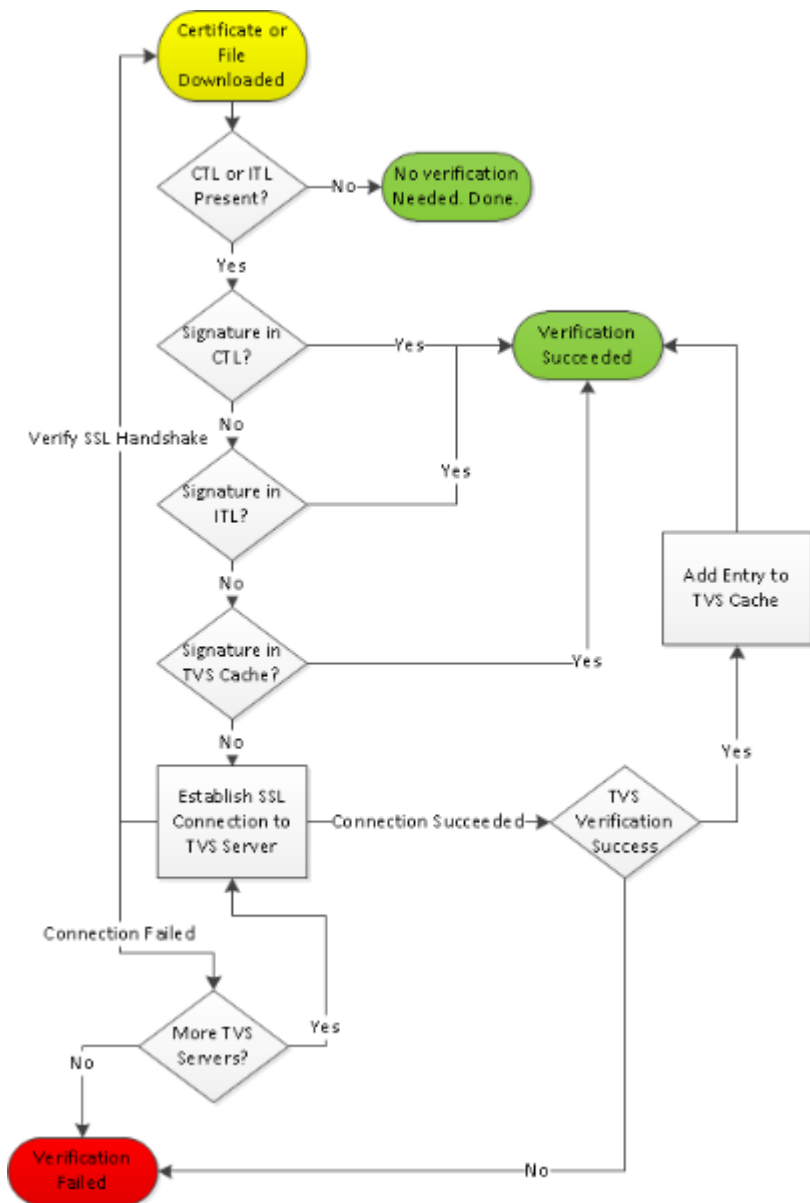 Certificate or
File
Downloaded
CTL or ITL
Present?
No
No verification
Needed. Done.
Yes
Signature in
CTL?
Yes
Verification
Succeeded
No
Verify SSL Handshake
Yes
Signature in
ITL?
No
Add Entry to
TVS Cache
Signature in
TVS Cache?
Yes
No
Yes
Establish SSL
Connection to
TVS Server
Connection Succeeded
TVS
Verification
Success
Connection Failed
More TVS
Servers?
Yes
No
Verification
Failed
No